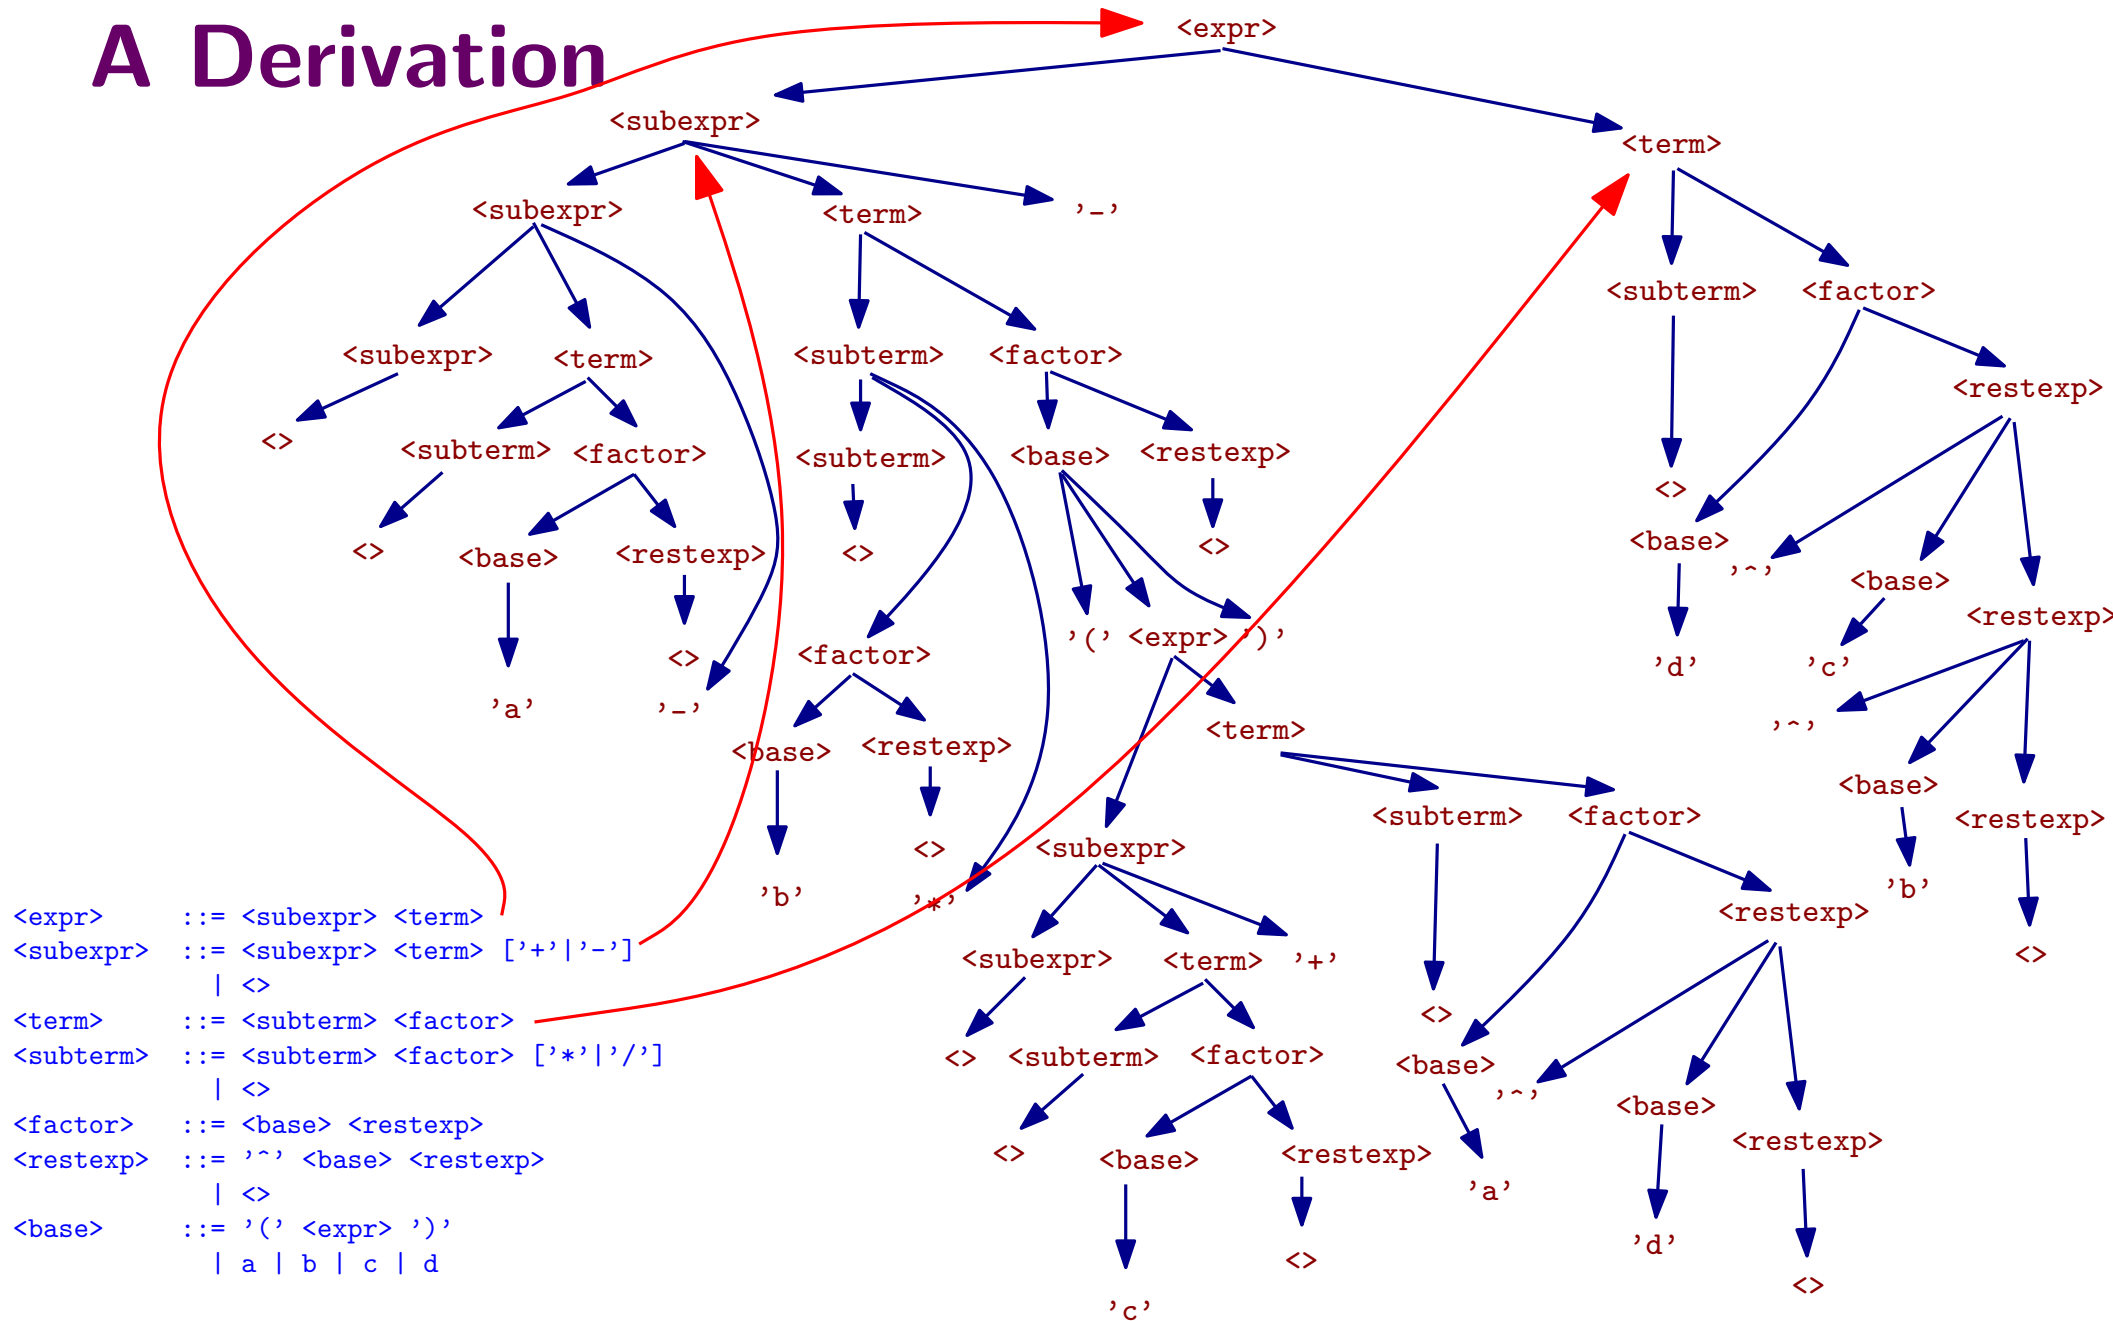 A Derivation
<expr>
<subexpr>
<term>
<subexpr> <term> '-'
<subterm> <factor>
<subexpr> <term> <subterm> <factor>
<restexp>
<> <subterm> <factor> <subterm> <base> <restexp>
<>
<> <base> <restexp> <> <> <base> '^' <base>
<restexp>
'(' <expr> ')'
<> <factor> 'd' 'c'
'a' '-' '^'
<term>
<base> <restexp>
<base>
<subterm> <factor> <restexp>
<> <subexpr>
'b' '*' 'b'
<restexp>
<subexpr> <term> '+' <>
<>
<> <subterm> <factor> <base> '^' <base>
<restexp>
<> <base> <restexp>
'a'
'd'
<> <>
'c'
<expr> ::= <subexpr> <term>
<subexpr> ::= <subexpr> <term> ['+'|'-']
| <>
<term> ::= <subterm> <factor>
<subterm> ::= <subterm> <factor> ['*'|'/']
| <>
<factor> ::= <base> <restexp>
<restexp> ::= '^' <base> <restexp>
| <>
<base> ::= '(' <expr> ')'
| a | b | c | d